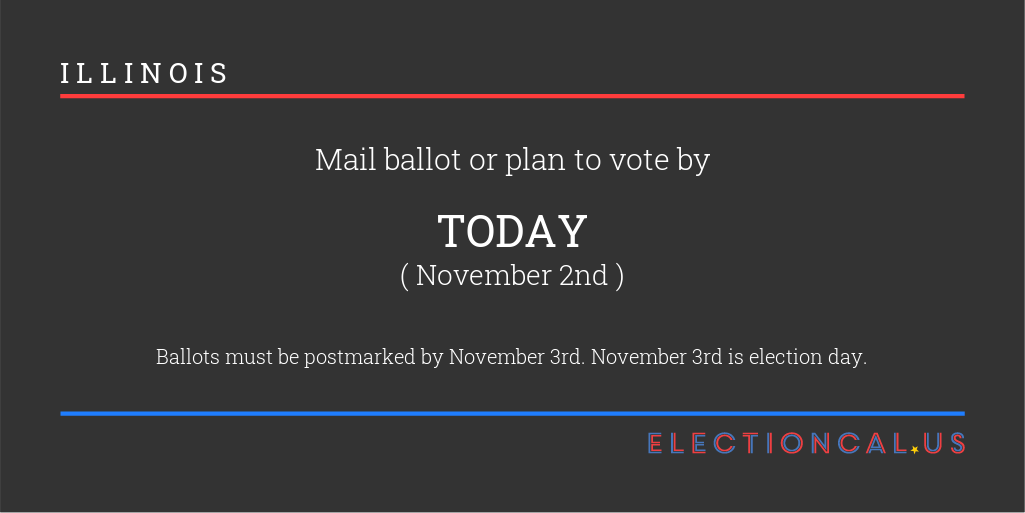 ILLINOIS
Mail ballot or plan to vote by
TODAY
( November 2nd )
Ballots must be postmarked by November 3rd. November 3rd is election day.
ELECTIONCAL.US